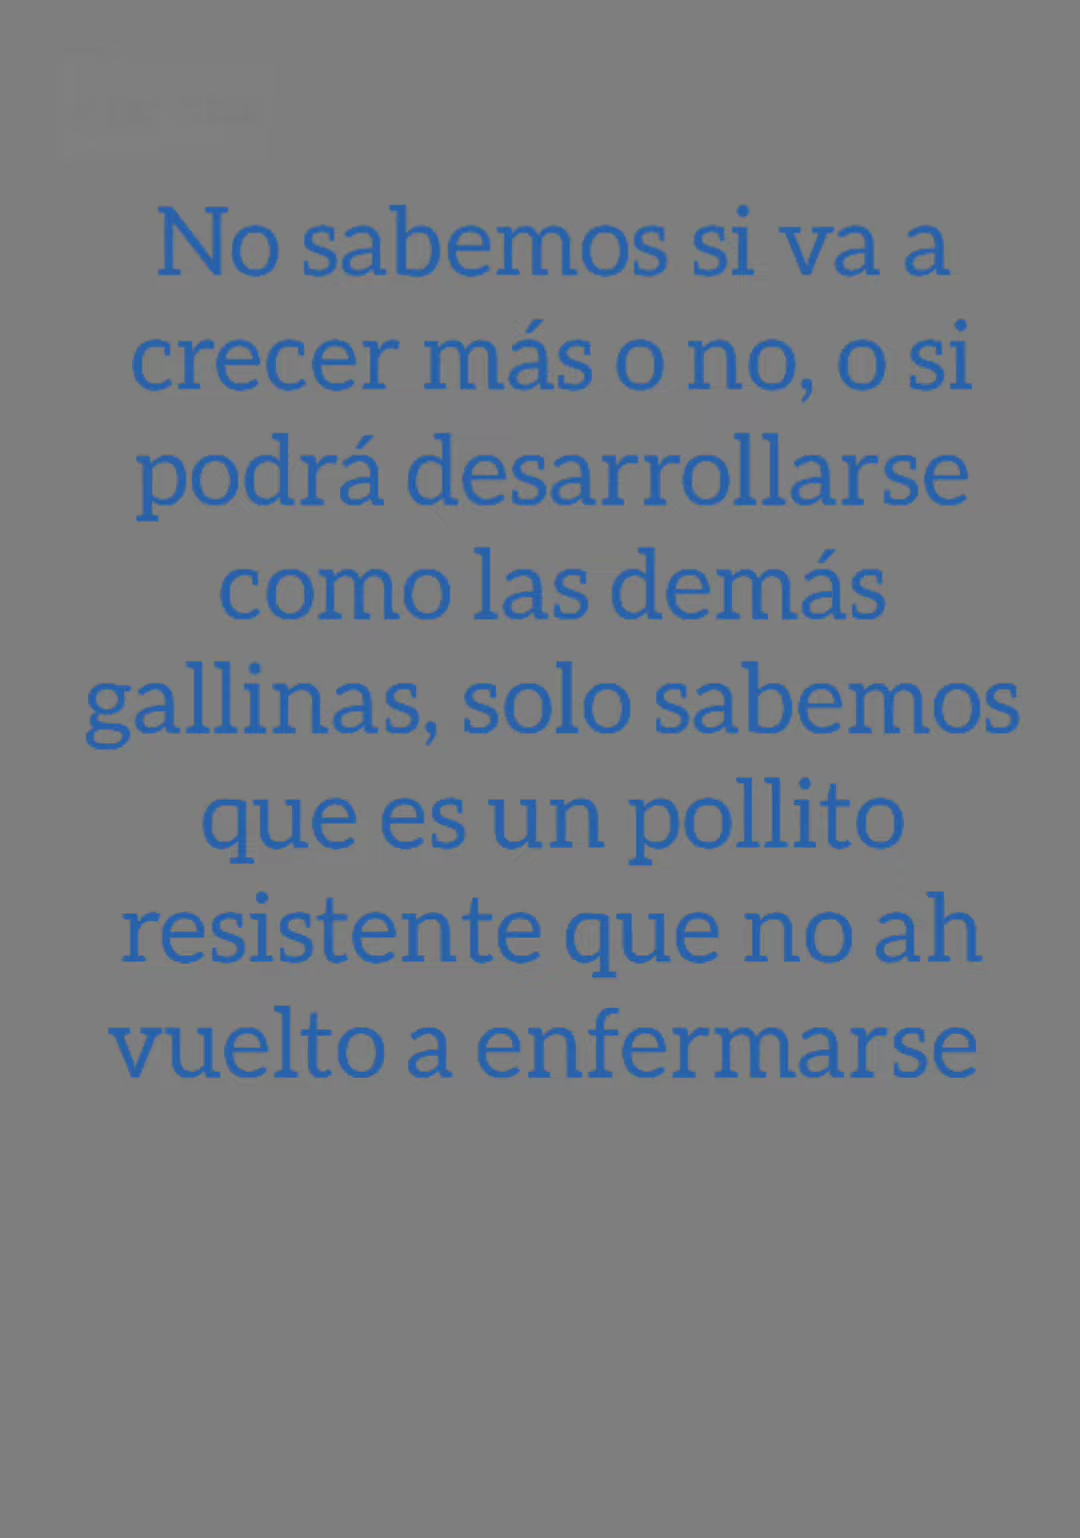 No sabemos si va a
crecer más o no, o si
podrá desarrollarse
como las demás
gallinas, solo sabemos
que es un pollito
resistente que no ah
vuelto a enfermarse